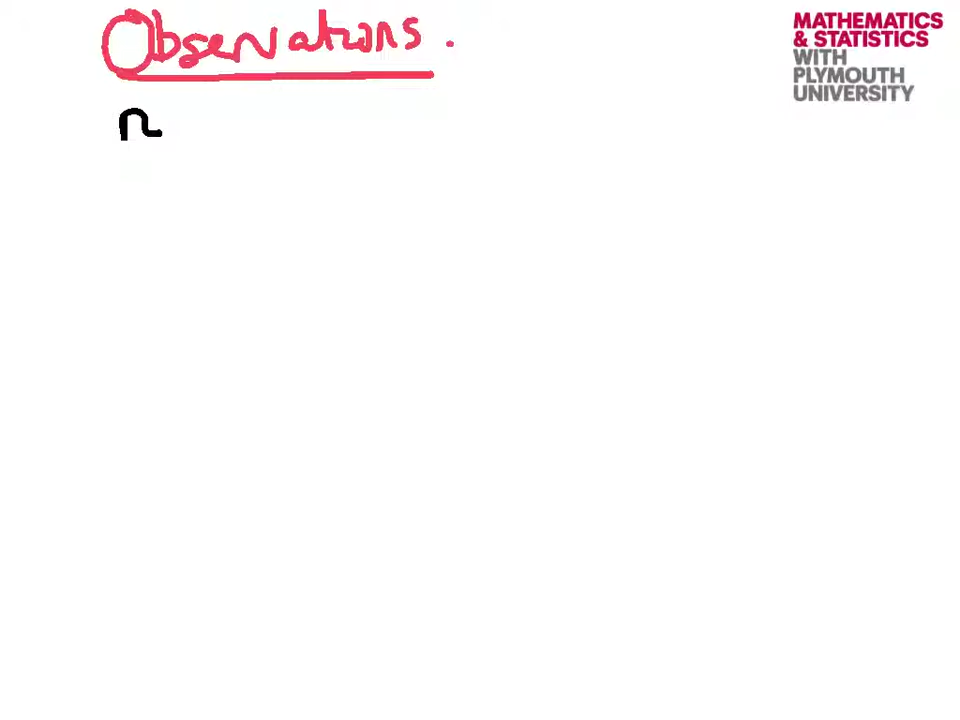 Observations.
n
MATHEMATICS
& STATISTICS
WITH
PLYMOUTH
UNIVERSITY